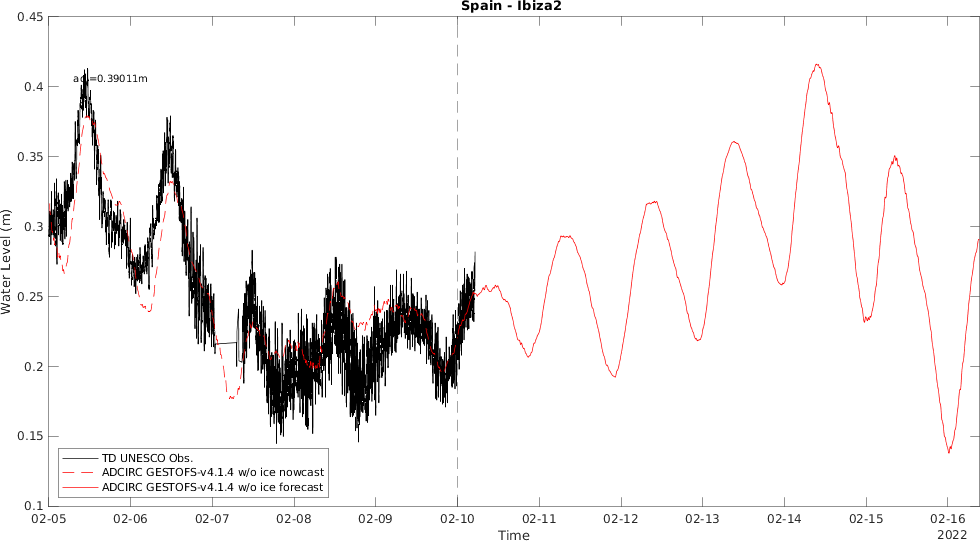 Spain - Ibiza2
0.45
0.4
0.35
0.3
0.25
0.2
0.15
0.1
Water Level (m)
=0.39011m
TD UNESCO Obs.
ADCIRC GESTOFS-v4.1.4 w/o ice nowcast
ADCIRC GESTOFS-v4.1.4 w/o ice forecast
02-05 02-06 02-07 02-08 02-09 02-10 02-11 02-12 02-13 02-14 02-15 02-16
Time
2022